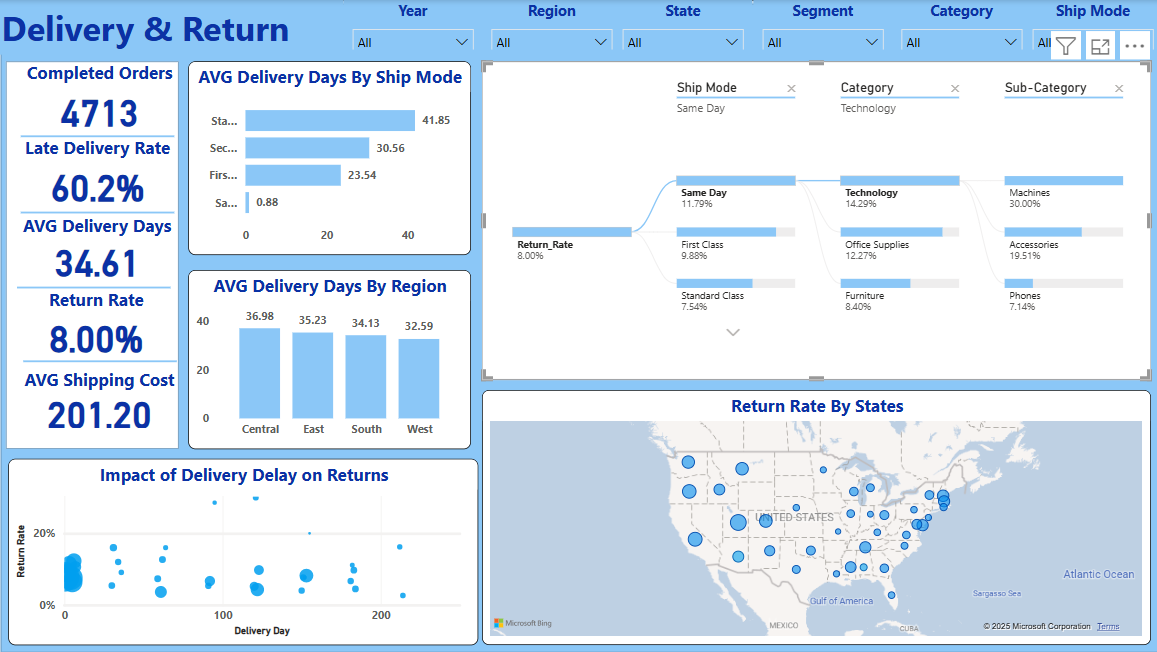 Delivery & Return
Year
Region
State
Segment
Category
Ship Mode
All
All
All
All
All
All
Completed Orders
4713
Late Delivery Rate
60.2%
AVG Delivery Days
34.61
Return Rate
8.00%
AVG Shipping Cost
201.20
AVG Delivery Days By Ship Mode
Sta... 41.85
Sec... 30.56
Firs... 23.54
Sa... 0.88
0 20 40
AVG Delivery Days By Region
40
20
0
36.98 35.23 34.13 32.59
Central East South West
Ship Mode
Same Day
Category
Technology
Sub-Category
Return_Rate
8.00%
Same Day
11.79%
First Class
9.88%
Standard Class
7.54%
Technology
14.29%
Office Supplies
12.27%
Furniture
8.40%
Machines
30.00%
Accessories
19.51%
Phones
7.14%
Impact of Delivery Delay on Returns
Return Rate
20%
0%
0 100 200
Delivery Day
Return Rate By States
UNITED STATES
Atlantic Ocean
Sargasso Sea
Gulf of America
MEXICO
CUBA
Microsoft Bing
© 2025 Microsoft Corporation Terms